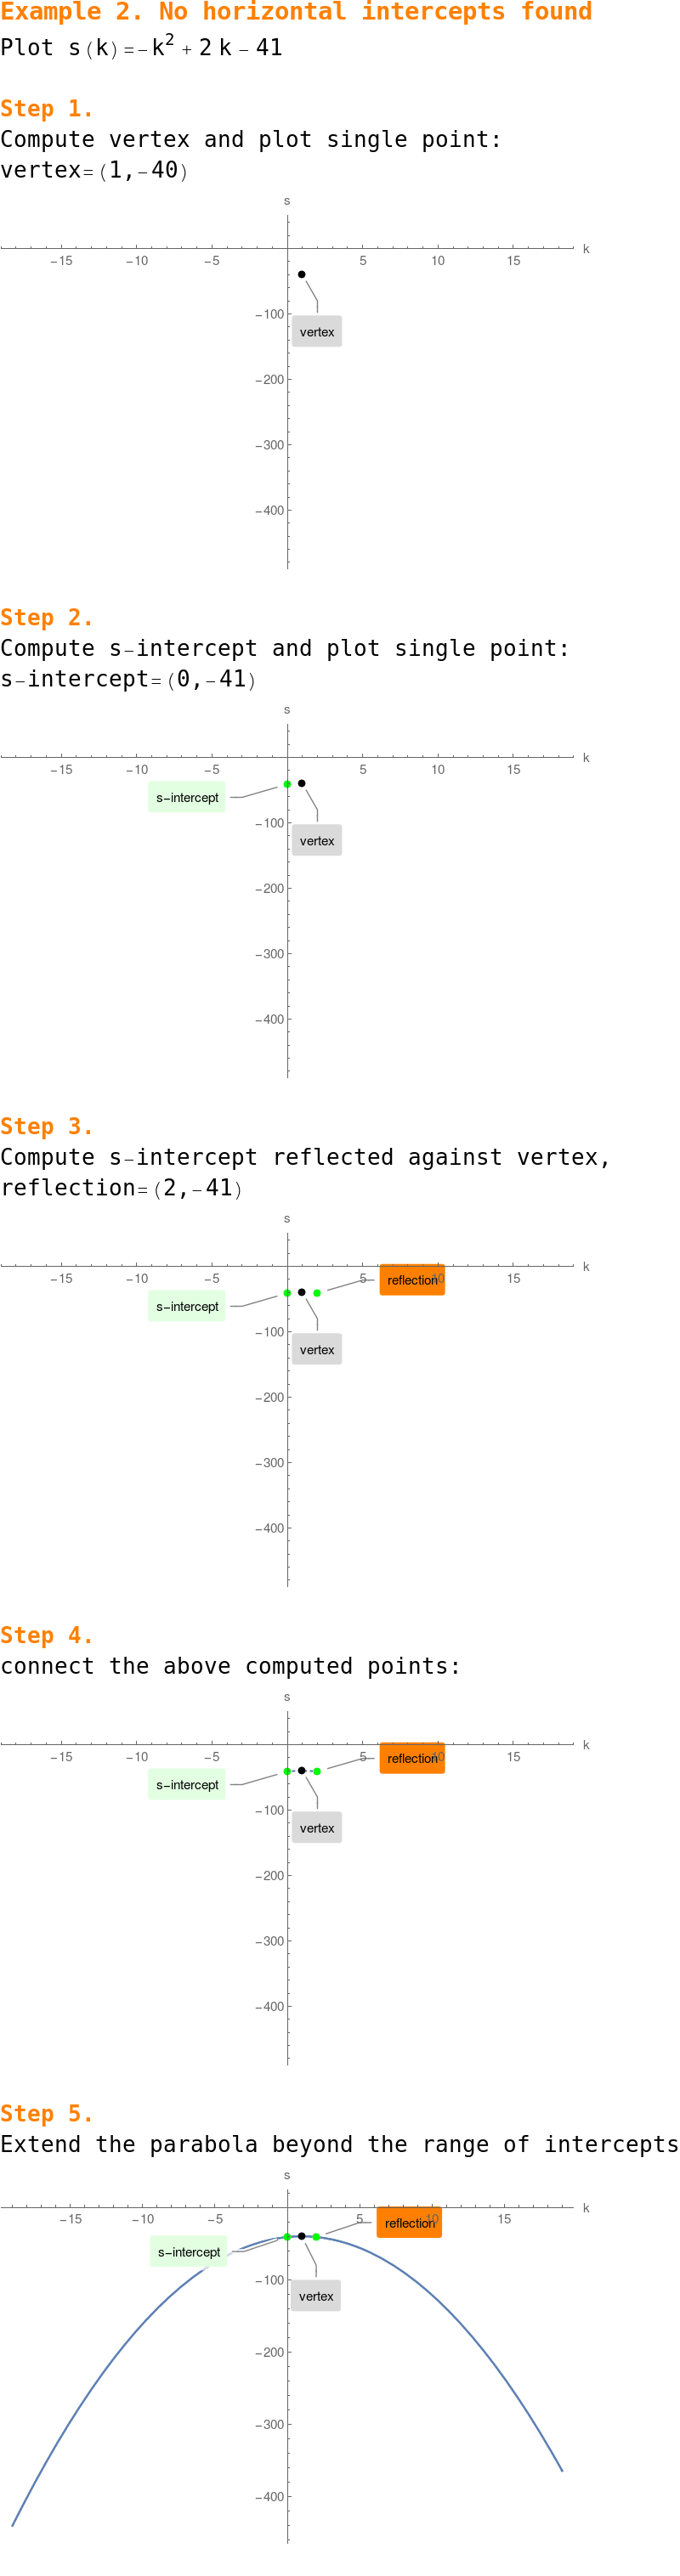 Example 2. No horizontal intercepts found
Plot s(k)=-k² + 2 k - 41
Step 1.
Compute vertex and plot single point:
vertex=(1,-40)
s
k
-15 -10 -5 5 10 15
vertex
-100
-200
-300
-400
Step 2.
Compute s-intercept and plot single point:
s-intercept=(0,-41)
s
k
-15 -10 -5 5 10 15
s-intercept
-100
vertex
-200
-300
-400
Step 3.
Compute s-intercept reflected against vertex,
reflection=(2,-41)
s
k
-15 -10 -5 5 reflection 10 15
s-intercept
-100
vertex
-200
-300
-400
Step 4.
connect the above computed points:
s
k
-15 -10 -5 5 reflection 10 15
s-intercept
-100
vertex
-200
-300
-400
Step 5.
Extend the parabola beyond the range of intercepts
s
k
-15 -10 -5 5 reflection 10 15
s-intercept
-100
vertex
-200
-300
-400